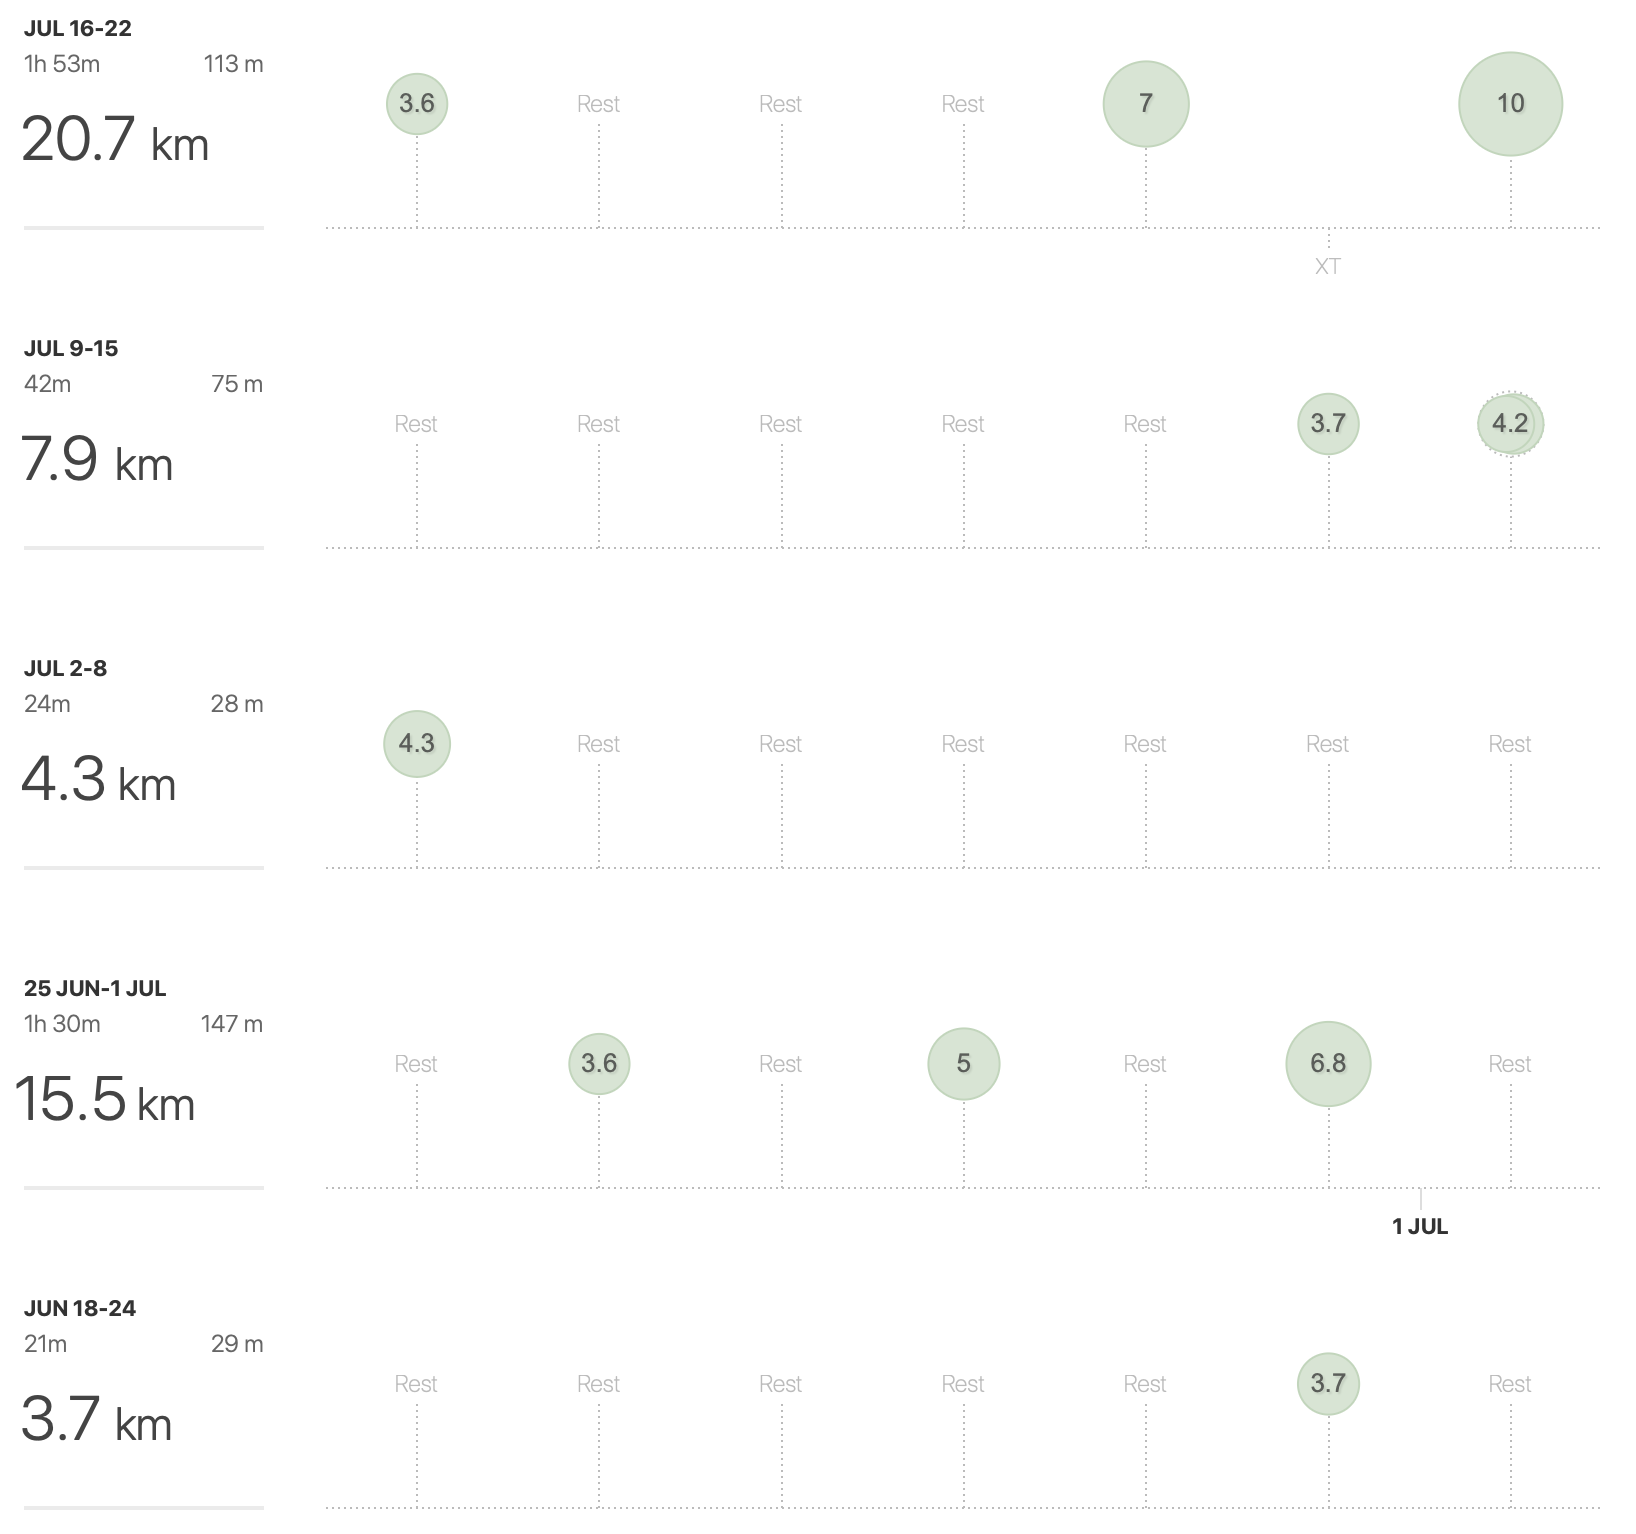 JUL 16-22
1h 53m 113 m
20.7 km
3.6 Rest Rest Rest 7 10
XT
JUL 9-15
42m 75 m
7.9 km
Rest Rest Rest Rest Rest 3.7 4.2
JUL 2-8
24m 28 m
4.3 km
4.3 Rest Rest Rest Rest Rest Rest
25 JUN-1 JUL
1h 30m 147 m
15.5 km
Rest 3.6 Rest 5 Rest 6.8 Rest
1 JUL
JUN 18-24
21m 29 m
3.7 km
Rest Rest Rest Rest Rest 3.7 Rest